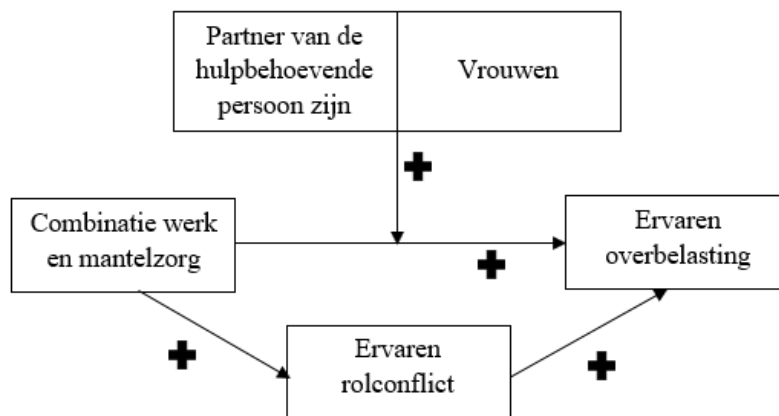 Partner van de
hulpbehoevende
persoon zijn
Vrouwen
Combinatie werk
en mantelzorg
Ervaren
overbelasting
Ervaren
rolconflict